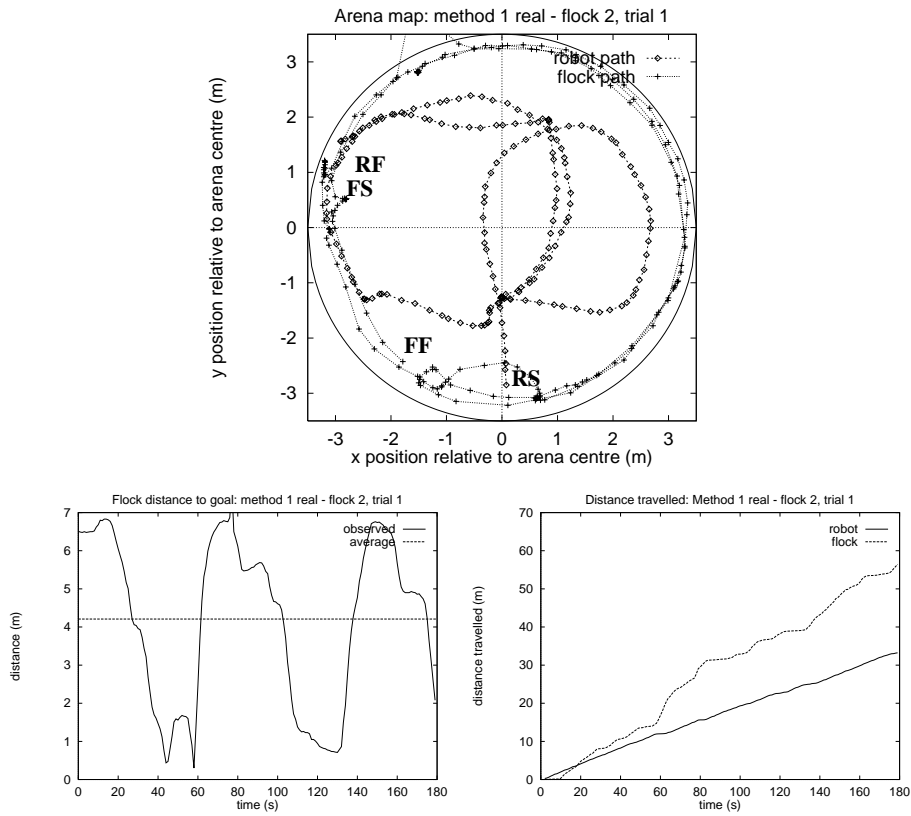 Arena map: method 1 real - flock 2, trial 1
robot path
flock path
y position relative to arena centre (m)
3
2
1
0
-1
-2
-3
RF
FS
FF
RS
-3 -2 -1 0 1 2 3
x position relative to arena centre (m)
Flock distance to goal: method 1 real - flock 2, trial 1
observed
average
distance (m)
7
6
5
4
3
2
1
0
0 20 40 60 80 100 120 140 160 180
time (s)
Distance travelled: Method 1 real - flock 2, trial 1
robot
flock
distance travelled (m)
70
60
50
40
30
20
10
0
0 20 40 60 80 100 120 140 160 180
time (s)